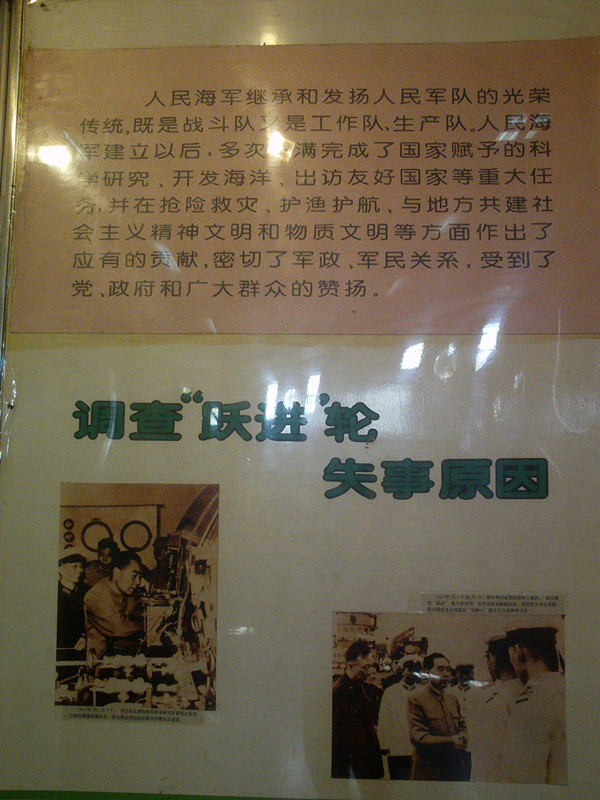 人民海军继承和发扬人民军队的光荣
传统,既是战斗队又是工作队、生产队。人民海
军建立以后,多次圆满完成了国家赋予的科
学研究、开发海洋、出访友好国家等重大任
务,并在抢险救灾、护渔护航、与地方共建社
会主义精神文明和物质文明等方面作出了
应有的贡献,密切了军政、军民关系,受到了
党、政府和广大群众的赞扬。
调查“跃进”轮
失事原因